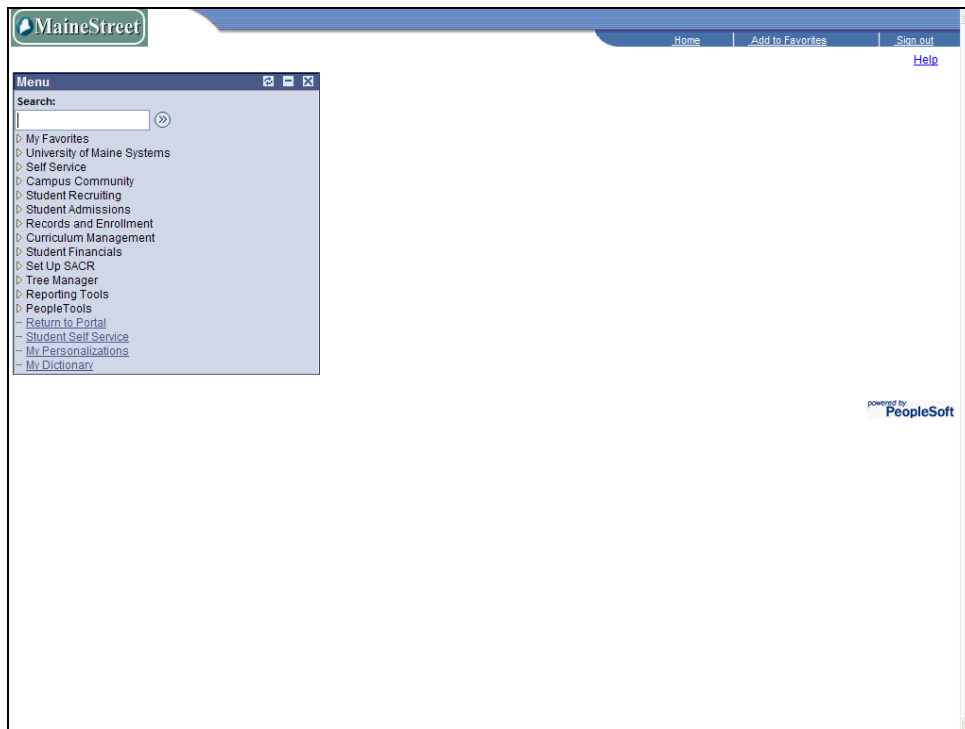 MaineStreet
Home Add to Favorites Sign out
Help
Menu
Search:
My Favorites
University of Maine Systems
Self Service
Campus Community
Student Recruiting
Student Admissions
Records and Enrollment
Curriculum Management
Student Financials
Set Up SACR
Tree Manager
Reporting Tools
PeopleTools
Return to Portal
Student Self Service
My Personalizations
My Dictionary
powered by
PeopleSoft